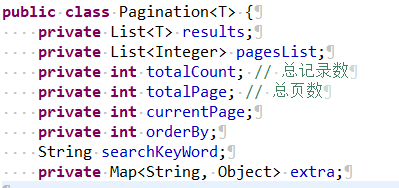 public class Pagination<T> {
private List<T> results;
private List<Integer> pagesList;
private int totalCount; // 总记录数
private int totalPage; // 总页数
private int currentPage;
private int orderBy;
String searchKeyWord;
private Map<String, Object> extra;